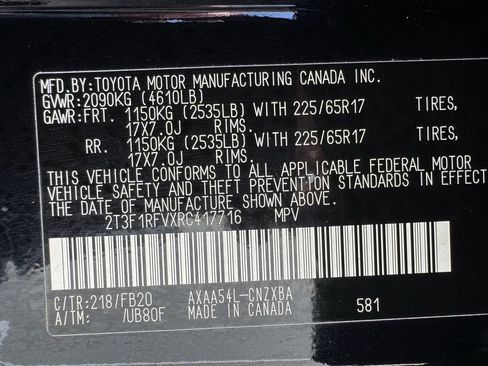 MFD.BY:TOYOTA MOTOR MANUFACTURING CANADA INC.
GVWR:2090KG (4610LB)
GAWR:FRT. 1150KG (2535LB) WITH 225/65R17 TIRES,
17X7.0J RIMS.
RR. 1150KG (2535LB) WITH 225/65R17 TIRES,
17X7.0J RIMS.
THIS VEHICLE CONFORMS TO ALL APPLICABLE FEDERAL MOTOR
VEHICLE SAFETY AND THEFT PREVENTION STANDARDS IN EFFECT
THE DATE OF MANUFACTURE SHOWN ABOVE.
2T3F1RFVXRC417716 MPV
C/TR:218/FB20 AXAA54L-CNZXBA
A/TM: /UB80F MADE IN CANADA 581